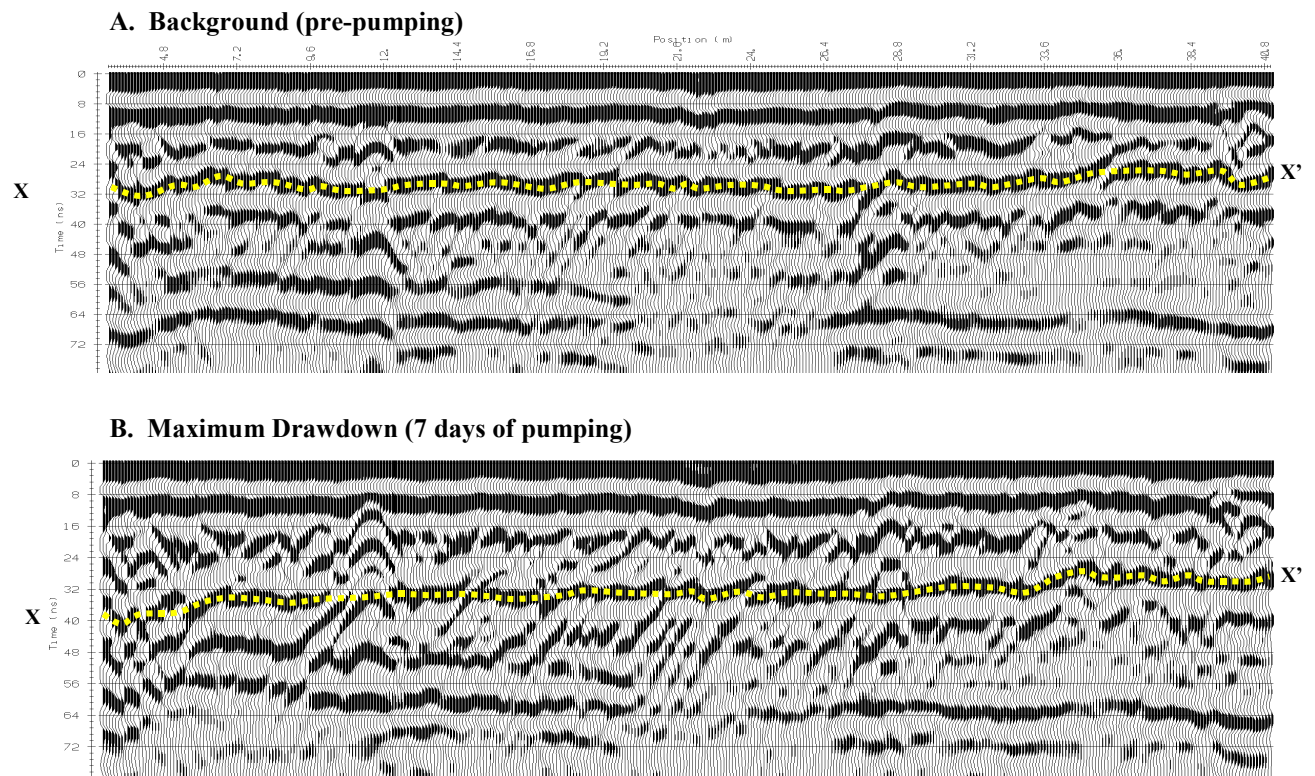 A. Background (pre-pumping)
Position (m)
4.8 7.2 9.6 12. 14.4 16.8 19.2 21.6 24. 26.4 28.8 31.2 33.6 36. 38.4 40.8
0
8
16
24
X X'
32
40
Time (ns)
48
56
64
72
B. Maximum Drawdown (7 days of pumping)
0
8
16
24
X'
32
X
40
Time (ns)
48
56
64
72